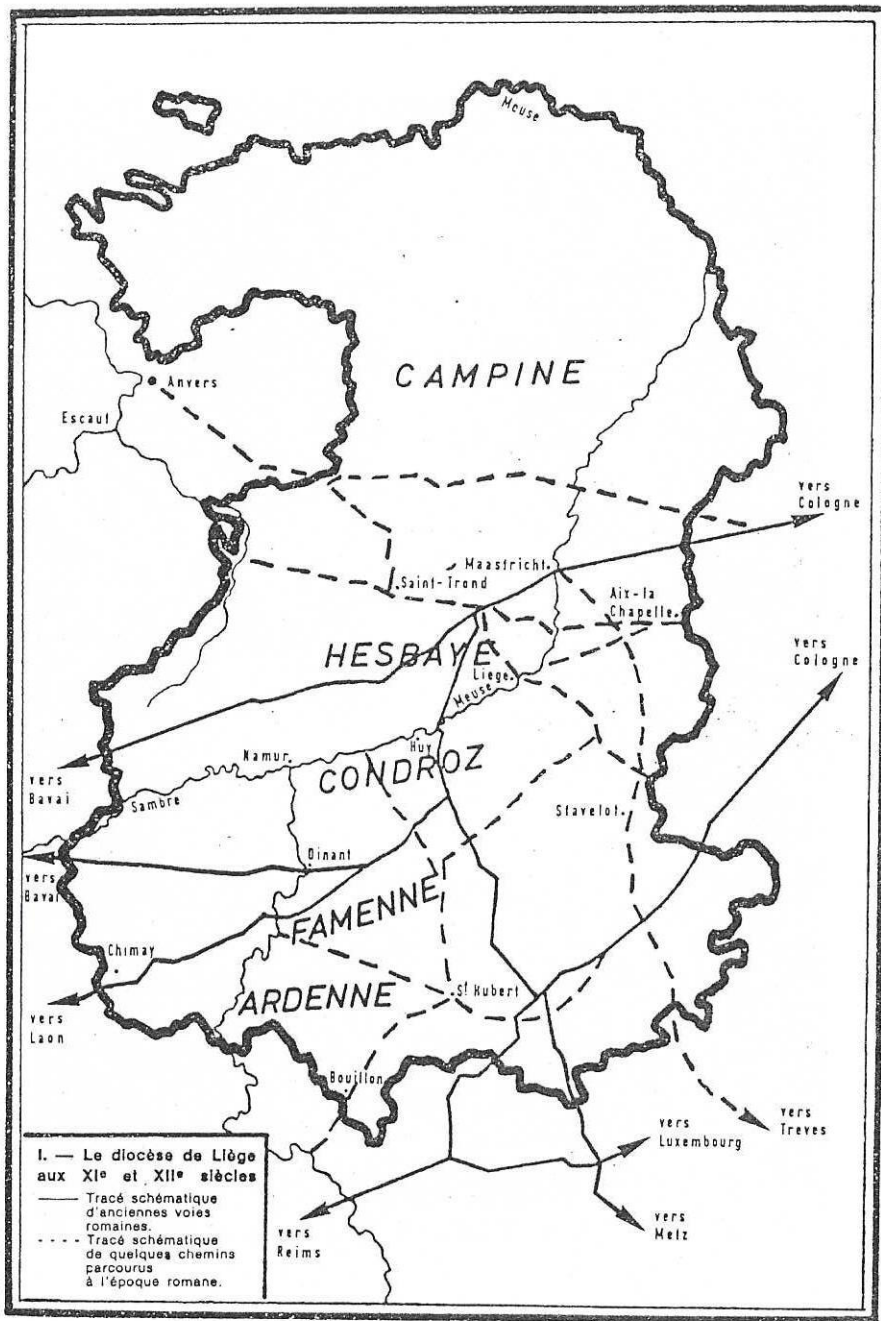 Meuse
CAMPINE
Anvers
Escaut
vers
Cologne
Maastricht
Saint-Trond
Aix-la
Chapelle
vers
Cologne
HESBAYE
Liège
Meuse
Huy
Namur
CONDROZ
vers
Bavai
Sambre
Stavelot
Dinant
vers
Bavai
FAMENNE
Chimay
ARDENNE
St Hubert
vers
Laon
Bouillon
vers
Luxembourg
vers
Treves
vers
Reims
vers
Metz
I. — Le diocèse de Liège
aux XIe et XIIe siècles
Tracé schématique
d'anciennes voies
romaines.
Tracé schématique
de quelques chemins
parcourus
à l'époque romane.